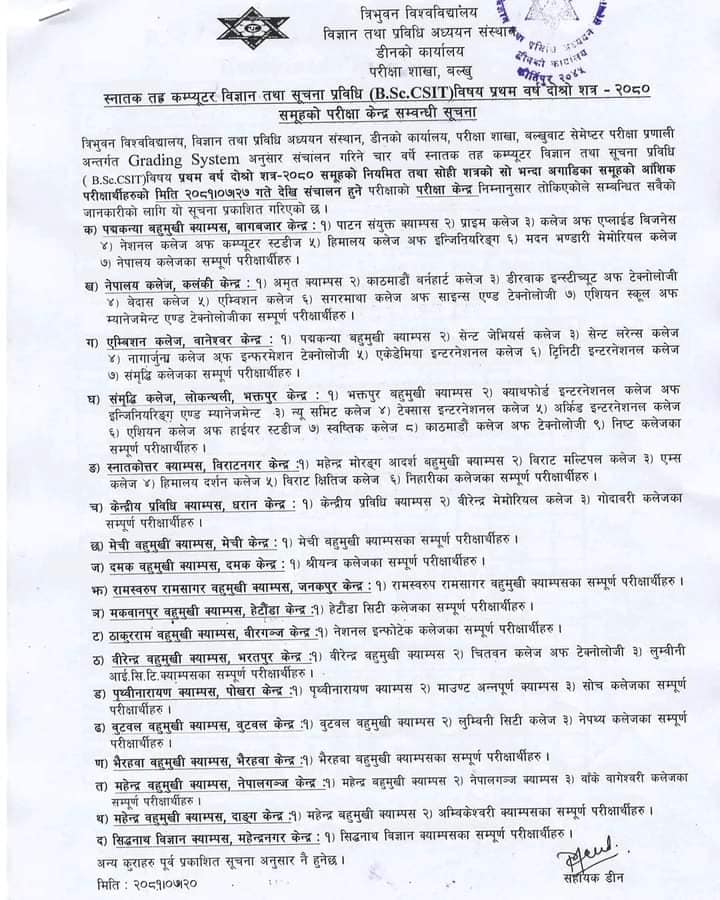 त्रिभुवन विश्वविद्यालय
विज्ञान तथा प्रविधि अध्ययन संस्थान
डीनको कार्यालय
परीक्षा शाखा, बल्खु
स्नातक तह कम्प्यूटर विज्ञान तथा सूचना प्रविधि (B.Sc.CSIT) विषय प्रथम वर्ष दोश्रो शत्र - २०८०
समूहको परीक्षा केन्द्र सम्वन्धी सूचना
त्रिभुवन विश्वविद्यालय, विज्ञान तथा प्रविधि अध्ययन संस्थान, डीनको कार्यालय, परीक्षा शाखा, बल्खुवाट सेमेष्टर परीक्षा प्रणाली
अन्तर्गत Grading System अनुसार संचालन गरिने चार वर्षे स्नातक तह कम्प्यूटर विज्ञान तथा सूचना प्रविधि
( B.Sc.CSIT)विषय प्रथम वर्ष दोश्रो शत्र-२०८० समूहको नियमित तथा सोही शत्रको सो भन्दा अगाडिका समूहको आंशिक
परीक्षार्थीहरुको मिति २०८१।०७।२७ गते देखि संचालन हुने परीक्षाको परीक्षा केन्द्र निम्नानुसार तोकिएकोले सम्वन्धित सवैको
जानकारीको लागि यो सूचना प्रकाशित गरिएको छ ।
क) पद्मकन्या बहुमुखी क्याम्पस, बागबजार केन्द्र : १) पाटन संयुक्त क्याम्पस २) प्राइम कलेज ३) कलेज अफ एप्लाईड बिजनेस
४) नेशनल कलेज अफ कम्प्यूटर स्टडीज ५) हिमालय कलेज अफ इन्जिनियरिङ्ग ६) मदन भण्डारी मेमोरियल कलेज
७) नेपालय कलेजका सम्पूर्ण परीक्षार्थीहरु ।
ख) नेपालय कलेज, कलंकी केन्द्र : १) अमृत क्याम्पस २) काठमाडौं बर्नहार्ट कलेज ३) डीरवाक इन्स्टीच्यूट अफ टेक्नोलोजी
४) वेदास कलेज ५) एम्विशन कलेज ६) सगरमाथा कलेज अफ साइन्स एण्ड टेक्नोलोजी ७) एशियन स्कूल अफ
म्यानेजमेन्ट एण्ड टेक्नोलोजीका सम्पूर्ण परीक्षार्थीहरु ।
ग) एम्विशन कलेज, वानेश्वर केन्द्र : १) पद्मकन्या बहुमुखी क्याम्पस २) सेन्ट जेभियर्स कलेज ३) सेन्ट लरेन्स कलेज
४) नागार्जुन कलेज अफ इन्फरमेशन टेक्नोलोजी ५) एकेडेमिया इन्टरनेशनल कलेज ६) ट्रिनिटी इन्टरनेशनल कलेज
७) संमृद्धि कलेजका सम्पूर्ण परीक्षार्थीहरु ।
घ) संमृद्धि कलेज, लोकन्थली, भक्तपुर केन्द्र : १) भक्तपुर बहुमुखी क्याम्पस २) क्याथफोर्ड इन्टरनेशनल कलेज अफ
इन्जिनियरिङ्ग एण्ड म्यानेजमेन्ट ३) न्यू समिट कलेज ४) टेक्सास इन्टरनेशनल कलेज ५) अर्किड इन्टरनेशनल कलेज
६) एशियन कलेज अफ हाईयर स्टडीज ७) स्वष्तिक कलेज ८) काठमाडौं कलेज अफ टेक्नोलोजी ९) निष्ट कलेजका
सम्पूर्ण परीक्षार्थीहरु ।
ङ) स्नातकोत्तर क्याम्पस, विराटनगर केन्द्र :१) महेन्द्र मोरङ्ग आदर्श बहुमुखी क्याम्पस २) विराट मल्टिपल कलेज ३) एम्स
कलेज ४) हिमालय दर्शन कलेज ५) विराट क्षितिज कलेज ६) निहारीका कलेजका सम्पूर्ण परीक्षार्थीहरु ।
च) केन्द्रीय प्रविधि क्याम्पस, धरान केन्द्र : १) केन्द्रीय प्रविधि क्याम्पस २) वीरेन्द्र मेमोरियल कलेज ३) गोदावरी कलेजका
सम्पूर्ण परीक्षार्थीहरु ।
छ) मेची वहुमुखी क्याम्पस, मेची केन्द्र : १) मेची वहुमुखी क्याम्पसका सम्पूर्ण परीक्षार्थीहरु ।
ज) दमक बहुमुखी क्याम्पस, दमक केन्द्र : १) श्रीयन्त्र कलेजका सम्पूर्ण परीक्षार्थीहरु ।
झ) रामस्वरुप रामसागर बहुमुखी क्याम्पस, जनकपुर केन्द्र : १) रामस्वरुप रामसागर बहुमुखी क्याम्पसका सम्पूर्ण परीक्षार्थीहरु ।
ञ) मकवानपुर वहुमुखी क्याम्पस, हेटौंडा केन्द्र :१) हेटौंडा सिटी कलेजका सम्पूर्ण परीक्षार्थीहरु ।
ट) ठाकुरराम वहुमुखी क्याम्पस, वीरगञ्ज केन्द्र :१) नेशनल इन्फोटेक कलेजका सम्पूर्ण परीक्षार्थीहरु ।
ठ) वीरेन्द्र वहुमुखी क्याम्पस, भरतपुर केन्द्र : १) वीरेन्द्र बहुमुखी क्याम्पस २) चितवन कलेज अफ टेक्नोलोजी ३) लुम्वीनी
आई.सि.टि.क्याम्पसका सम्पूर्ण परीक्षार्थीहरु ।
ड) पृथ्वीनारायण क्याम्पस, पोखरा केन्द्र :१) पृथ्वीनारायण क्याम्पस २) माउण्ट अन्नपूर्ण क्याम्पस ३) सोच कलेजका सम्पूर्ण
परीक्षार्थीहरु ।
ढ) वुटवल वहुमुखी क्याम्पस, वुटवल केन्द्र : १) वुटवल वहुमुखी क्याम्पस २) लुम्विनी सिटी कलेज ३) नेपथ्य कलेजका सम्पूर्ण
परीक्षार्थीहरु ।
ण) भैरहवा वहुमुखी क्याम्पस, भैरहवा केन्द्र :१) भैरहवा वहुमुखी क्याम्पसका सम्पूर्ण परीक्षार्थीहरु ।
त) महेन्द्र वहुमुखी क्याम्पस, नेपालगञ्ज केन्द्र : १) महेन्द्र बहुमुखी क्याम्पस २) नेपालगञ्ज क्याम्पस ३) वांके वागेश्वरी कलेजका
सम्पूर्ण परीक्षार्थीहरु ।
थ) महेन्द्र वहुमुखी क्याम्पस, दाङ्ग केन्द्र : १) महेन्द्र बहुमुखी क्याम्पस २) अम्विकेश्वरी क्याम्पसका सम्पूर्ण परीक्षार्थीहरु ।
द) सिद्धनाथ विज्ञान क्याम्पस, महेन्द्रनगर केन्द्र : १) सिद्धनाथ विज्ञान क्याम्पसका सम्पूर्ण परीक्षार्थीहरु ।
अन्य कुराहरु पूर्व प्रकाशित सूचना अनुसार नै हुनेछ ।
मिति : २०८१।०७।२०
सहायक डीन